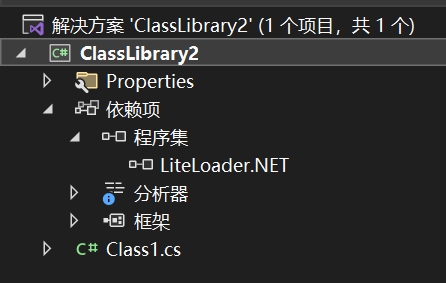 解决方案 'ClassLibrary2' (1 个项目，共 1 个)
C# ClassLibrary2
Properties
依赖项
程序集
LiteLoader.NET
分析器
框架
C# Class1.cs